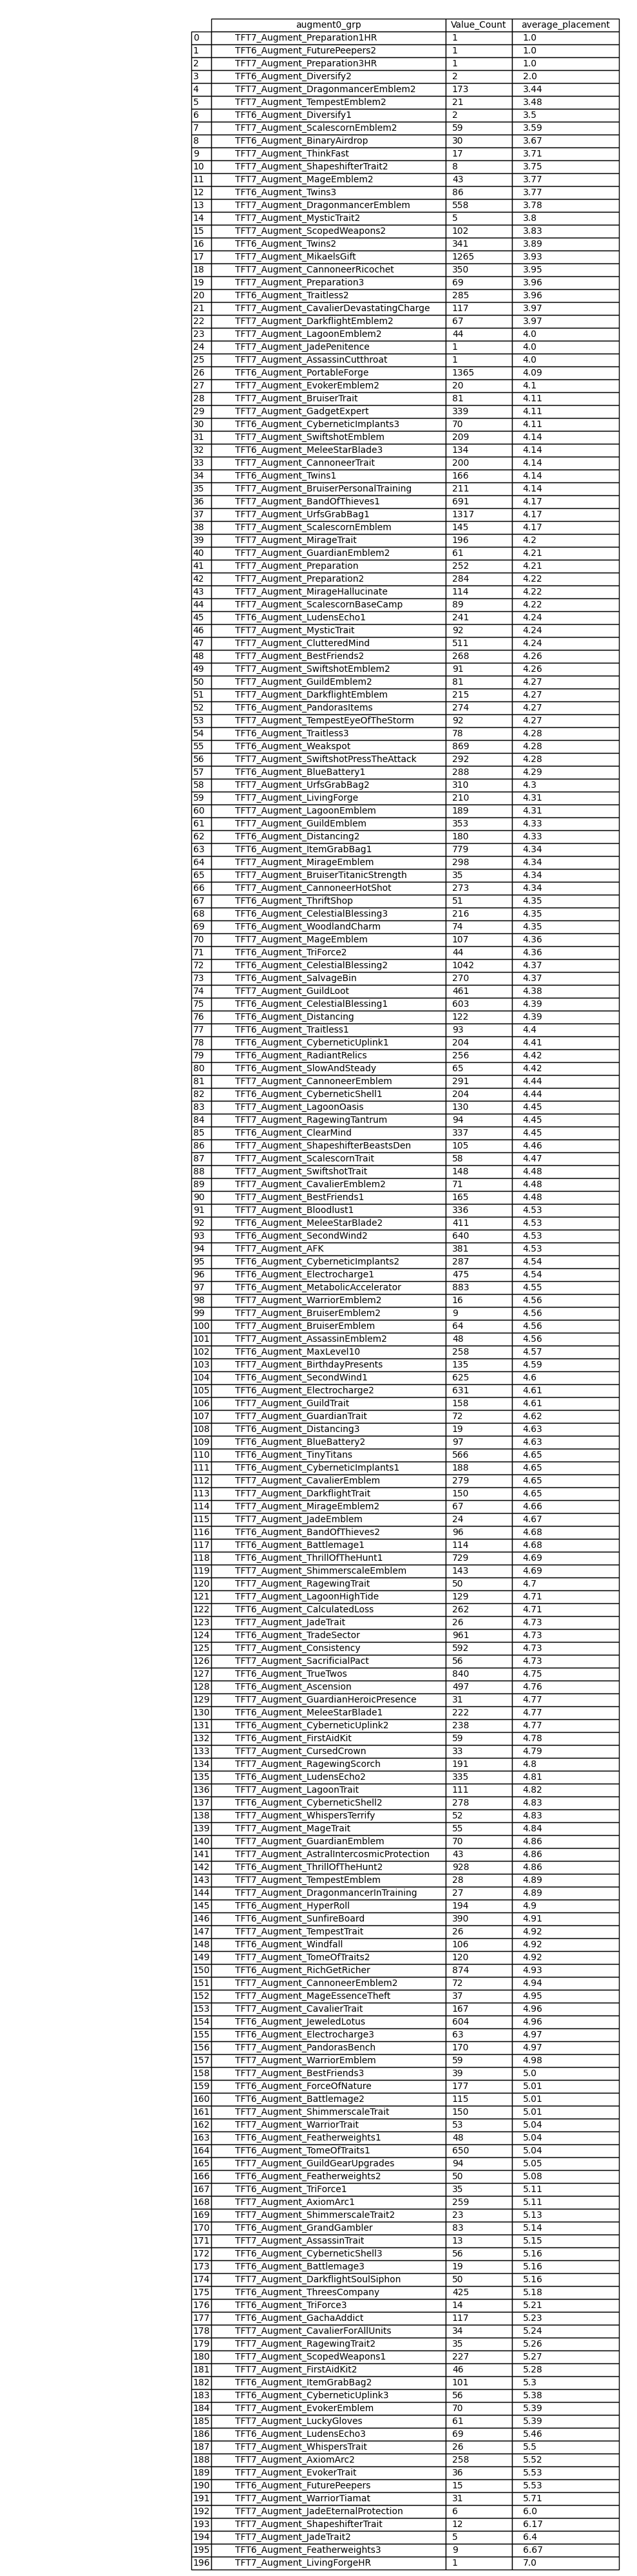 augment0_grp Value_Count average_placement
0 TFT7_Augment_Preparation1HR 1 1.0
1 TFT6_Augment_FuturePeepers2 1 1.0
2 TFT7_Augment_Preparation3HR 1 1.0
3 TFT6_Augment_Diversify2 2 2.0
4 TFT7_Augment_DragonmancerEmblem2 173 3.44
5 TFT7_Augment_TempestEmblem2 21 3.48
6 TFT6_Augment_Diversify1 2 3.5
7 TFT7_Augment_ScalescornEmblem2 59 3.59
8 TFT6_Augment_BinaryAirdrop 30 3.67
9 TFT7_Augment_ThinkFast 17 3.71
10 TFT7_Augment_ShapeshifterTrait2 8 3.75
11 TFT7_Augment_MageEmblem2 43 3.77
12 TFT6_Augment_Twins3 86 3.77
13 TFT7_Augment_DragonmancerEmblem 558 3.78
14 TFT7_Augment_MysticTrait2 5 3.8
15 TFT7_Augment_ScopedWeapons2 102 3.83
16 TFT6_Augment_Twins2 341 3.89
17 TFT7_Augment_MikaelsGift 1265 3.93
18 TFT7_Augment_CannoneerRicochet 350 3.95
19 TFT7_Augment_Preparation3 69 3.96
20 TFT6_Augment_Traitless2 285 3.96
21 TFT7_Augment_CavalierDevastatingCharge 117 3.97
22 TFT7_Augment_DarkflightEmblem2 67 3.97
23 TFT7_Augment_LagoonEmblem2 44 4.0
24 TFT7_Augment_JadePenitence 1 4.0
25 TFT7_Augment_AssassinCutthroat 1 4.0
26 TFT6_Augment_PortableForge 1365 4.09
27 TFT7_Augment_EvokerEmblem2 20 4.1
28 TFT7_Augment_BruiserTrait 81 4.11
29 TFT7_Augment_GadgetExpert 339 4.11
30 TFT6_Augment_CyberneticImplants3 70 4.11
31 TFT7_Augment_SwiftshotEmblem 209 4.14
32 TFT6_Augment_MeleeStarBlade3 134 4.14
33 TFT7_Augment_CannoneerTrait 200 4.14
34 TFT6_Augment_Twins1 166 4.14
35 TFT7_Augment_BruiserPersonalTraining 211 4.14
36 TFT7_Augment_BandOfThieves1 691 4.17
37 TFT7_Augment_UrfsGrabBag1 1317 4.17
38 TFT7_Augment_ScalescornEmblem 145 4.17
39 TFT7_Augment_MirageTrait 196 4.2
40 TFT7_Augment_GuardianEmblem2 61 4.21
41 TFT7_Augment_Preparation 252 4.21
42 TFT7_Augment_Preparation2 284 4.22
43 TFT7_Augment_MirageHallucinate 114 4.22
44 TFT7_Augment_ScalescornBaseCamp 89 4.22
45 TFT6_Augment_LudensEcho1 241 4.24
46 TFT7_Augment_MysticTrait 92 4.24
47 TFT7_Augment_ClutteredMind 511 4.24
48 TFT7_Augment_BestFriends2 268 4.26
49 TFT7_Augment_SwiftshotEmblem2 91 4.26
50 TFT7_Augment_GuildEmblem2 81 4.27
51 TFT7_Augment_DarkflightEmblem 215 4.27
52 TFT6_Augment_PandorasItems 274 4.27
53 TFT7_Augment_TempestEyeOfTheStorm 92 4.27
54 TFT6_Augment_Traitless3 78 4.28
55 TFT6_Augment_Weakspot 869 4.28
56 TFT7_Augment_SwiftshotPressTheAttack 292 4.28
57 TFT6_Augment_BlueBattery1 288 4.29
58 TFT7_Augment_UrfsGrabBag2 310 4.3
59 TFT7_Augment_LivingForge 210 4.31
60 TFT7_Augment_LagoonEmblem 189 4.31
61 TFT7_Augment_GuildEmblem 353 4.33
62 TFT6_Augment_Distancing2 180 4.33
63 TFT6_Augment_ItemGrabBag1 779 4.34
64 TFT7_Augment_MirageEmblem 298 4.34
65 TFT7_Augment_BruiserTitanicStrength 35 4.34
66 TFT7_Augment_CannoneerHotShot 273 4.34
67 TFT6_Augment_ThriftShop 51 4.35
68 TFT6_Augment_CelestialBlessing3 216 4.35
69 TFT6_Augment_WoodlandCharm 74 4.35
70 TFT7_Augment_MageEmblem 107 4.36
71 TFT6_Augment_TriForce2 44 4.36
72 TFT6_Augment_CelestialBlessing2 1042 4.37
73 TFT6_Augment_SalvageBin 270 4.37
74 TFT7_Augment_GuildLoot 461 4.38
75 TFT6_Augment_CelestialBlessing1 603 4.39
76 TFT6_Augment_Distancing 122 4.39
77 TFT6_Augment_Traitless1 93 4.4
78 TFT6_Augment_CyberneticUplink1 204 4.41
79 TFT6_Augment_RadiantRelics 256 4.42
80 TFT6_Augment_SlowAndSteady 65 4.42
81 TFT7_Augment_CannoneerEmblem 291 4.44
82 TFT6_Augment_CyberneticShell1 204 4.44
83 TFT7_Augment_LagoonOasis 130 4.45
84 TFT7_Augment_RagewingTantrum 94 4.45
85 TFT6_Augment_ClearMind 337 4.45
86 TFT7_Augment_ShapeshifterBeastsDen 105 4.46
87 TFT7_Augment_ScalescornTrait 58 4.47
88 TFT7_Augment_SwiftshotTrait 148 4.48
89 TFT7_Augment_CavalierEmblem2 71 4.48
90 TFT7_Augment_BestFriends1 165 4.48
91 TFT7_Augment_Bloodlust1 336 4.53
92 TFT6_Augment_MeleeStarBlade2 411 4.53
93 TFT6_Augment_SecondWind2 640 4.53
94 TFT7_Augment_AFK 381 4.53
95 TFT6_Augment_CyberneticImplants2 287 4.54
96 TFT6_Augment_Electrocharge1 475 4.54
97 TFT6_Augment_MetabolicAccelerator 883 4.55
98 TFT7_Augment_WarriorEmblem2 16 4.56
99 TFT7_Augment_BruiserEmblem2 9 4.56
100 TFT7_Augment_BruiserEmblem 64 4.56
101 TFT7_Augment_AssassinEmblem2 48 4.56
102 TFT6_Augment_MaxLevel10 258 4.57
103 TFT7_Augment_BirthdayPresents 135 4.59
104 TFT6_Augment_SecondWind1 625 4.6
105 TFT6_Augment_Electrocharge2 631 4.61
106 TFT7_Augment_GuildTrait 158 4.61
107 TFT7_Augment_GuardianTrait 72 4.62
108 TFT6_Augment_Distancing3 19 4.63
109 TFT6_Augment_BlueBattery2 97 4.63
110 TFT6_Augment_TinyTitans 566 4.65
111 TFT6_Augment_CyberneticImplants1 188 4.65
112 TFT7_Augment_CavalierEmblem 279 4.65
113 TFT7_Augment_DarkflightTrait 150 4.65
114 TFT7_Augment_MirageEmblem2 67 4.66
115 TFT7_Augment_JadeEmblem 24 4.67
116 TFT7_Augment_BandOfThieves2 96 4.68
117 TFT6_Augment_Battlemage1 114 4.68
118 TFT6_Augment_ThrillOfTheHunt1 729 4.69
119 TFT7_Augment_ShimmerscaleEmblem 143 4.69
120 TFT7_Augment_RagewingTrait 50 4.7
121 TFT7_Augment_LagoonHighTide 129 4.71
122 TFT6_Augment_CalculatedLoss 262 4.71
123 TFT7_Augment_JadeTrait 26 4.73
124 TFT6_Augment_TradeSector 961 4.73
125 TFT7_Augment_Consistency 592 4.73
126 TFT7_Augment_SacrificialPact 56 4.73
127 TFT6_Augment_TrueTwos 840 4.75
128 TFT6_Augment_Ascension 497 4.76
129 TFT7_Augment_GuardianHeroicPresence 31 4.77
130 TFT6_Augment_MeleeStarBlade1 222 4.77
131 TFT6_Augment_CyberneticUplink2 238 4.77
132 TFT6_Augment_FirstAidKit 59 4.78
133 TFT7_Augment_CursedCrown 33 4.79
134 TFT7_Augment_RagewingScorch 191 4.8
135 TFT6_Augment_LudensEcho2 335 4.81
136 TFT7_Augment_LagoonTrait 111 4.82
137 TFT6_Augment_CyberneticShell2 278 4.83
138 TFT7_Augment_WhispersTerrify 52 4.83
139 TFT7_Augment_MageTrait 55 4.84
140 TFT7_Augment_GuardianEmblem 70 4.86
141 TFT7_Augment_AstralIntercosmicProtection 43 4.86
142 TFT6_Augment_ThrillOfTheHunt2 928 4.86
143 TFT7_Augment_TempestEmblem 28 4.89
144 TFT7_Augment_DragonmancerInTraining 27 4.89
145 TFT6_Augment_HyperRoll 194 4.9
146 TFT6_Augment_SunfireBoard 390 4.91
147 TFT7_Augment_TempestTrait 26 4.92
148 TFT6_Augment_Windfall 106 4.92
149 TFT7_Augment_TomeOfTraits2 120 4.92
150 TFT6_Augment_RichGetRicher 874 4.93
151 TFT7_Augment_CannoneerEmblem2 72 4.94
152 TFT7_Augment_MageEssenceTheft 37 4.95
153 TFT7_Augment_CavalierTrait 167 4.96
154 TFT6_Augment_JeweledLotus 604 4.96
155 TFT6_Augment_Electrocharge3 63 4.97
156 TFT7_Augment_PandorasBench 170 4.97
157 TFT7_Augment_WarriorEmblem 59 4.98
158 TFT7_Augment_BestFriends3 39 5.0
159 TFT6_Augment_ForceOfNature 177 5.01
160 TFT6_Augment_Battlemage2 115 5.01
161 TFT7_Augment_ShimmerscaleTrait 150 5.01
162 TFT7_Augment_WarriorTrait 53 5.04
163 TFT6_Augment_Featherweights1 48 5.04
164 TFT6_Augment_TomeOfTraits1 650 5.04
165 TFT7_Augment_GuildGearUpgrades 94 5.05
166 TFT6_Augment_Featherweights2 50 5.08
167 TFT6_Augment_TriForce1 35 5.11
168 TFT7_Augment_AxiomArc1 259 5.11
169 TFT7_Augment_ShimmerscaleTrait2 23 5.13
170 TFT6_Augment_GrandGambler 83 5.14
171 TFT7_Augment_AssassinTrait 13 5.15
172 TFT6_Augment_CyberneticShell3 56 5.16
173 TFT6_Augment_Battlemage3 19 5.16
174 TFT7_Augment_DarkflightSoulSiphon 50 5.16
175 TFT6_Augment_ThreesCompany 425 5.18
176 TFT6_Augment_TriForce3 14 5.21
177 TFT7_Augment_GachaAddict 117 5.23
178 TFT7_Augment_CavalierForAllUnits 34 5.24
179 TFT7_Augment_RagewingTrait2 35 5.26
180 TFT7_Augment_ScopedWeapons1 227 5.27
181 TFT7_Augment_FirstAidKit2 46 5.28
182 TFT6_Augment_ItemGrabBag2 101 5.3
183 TFT6_Augment_CyberneticUplink3 56 5.38
184 TFT7_Augment_EvokerEmblem 70 5.39
185 TFT7_Augment_LuckyGloves 61 5.39
186 TFT6_Augment_LudensEcho3 69 5.46
187 TFT7_Augment_WhispersTrait 26 5.5
188 TFT7_Augment_AxiomArc2 258 5.52
189 TFT7_Augment_EvokerTrait 36 5.53
190 TFT6_Augment_FuturePeepers 15 5.53
191 TFT7_Augment_WarriorTiamat 31 5.71
192 TFT7_Augment_JadeEternalProtection 6 6.0
193 TFT7_Augment_ShapeshifterTrait 12 6.17
194 TFT7_Augment_JadeTrait2 5 6.4
195 TFT6_Augment_Featherweights3 9 6.67
196 TFT7_Augment_LivingForgeHR 1 7.0